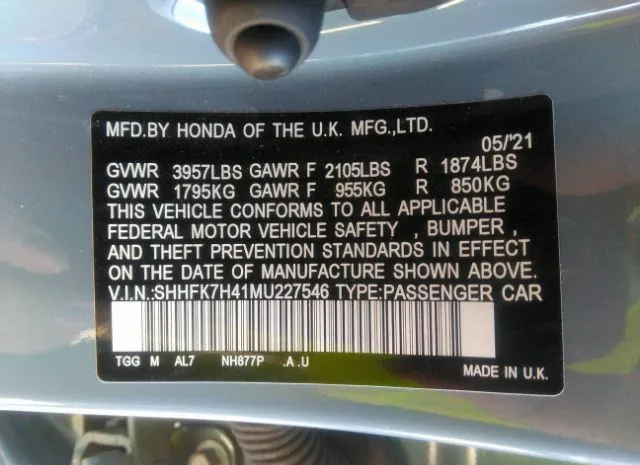 MFD.BY HONDA OF THE U.K. MFG.,LTD.
05/'21
GVWR 3957LBS GAWR F 2105LBS R 1874LBS
GVWR 1795KG GAWR F 955KG R 850KG
THIS VEHICLE CONFORMS TO ALL APPLICABLE
FEDERAL MOTOR VEHICLE SAFETY , BUMPER ,
AND THEFT PREVENTION STANDARDS IN EFFECT
ON THE DATE OF MANUFACTURE SHOWN ABOVE.
V.I.N.:SHHFK7H41MU227546 TYPE:PASSENGER CAR
TGG M AL7 NH877P .A .U
MADE IN U.K.